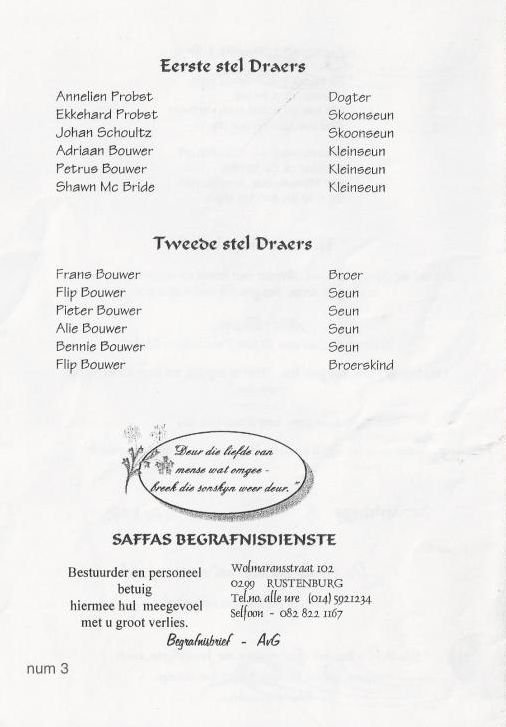 Eerste stel Draers
Annelien Probst Dogter
Ekkehard Probst Skoonseun
Johan Schoultz Skoonseun
Adriaan Bouwer Kleinseun
Petrus Bouwer Kleinseun
Shawn Mc Bride Kleinseun
Tweede stel Draers
Frans Bouwer Broer
Flip Bouwer Seun
Pieter Bouwer Seun
Alie Bouwer Seun
Bennie Bouwer Seun
Flip Bouwer Broerskind
"Deur die liefde van
mense wat omgee -
breek die sonskyn weer deur."
SAFFAS BEGRAFNISDIENSTE
Bestuurder en personeel
betuig
hiermee hul meegevoel
met u groot verlies.
Wolmaransstraat 102
0299 RUSTENBURG
Tel.no. alle ure (014) 5921234
Selfoon - 082 822 1167
Begrafnisbrief - AvG
num 3